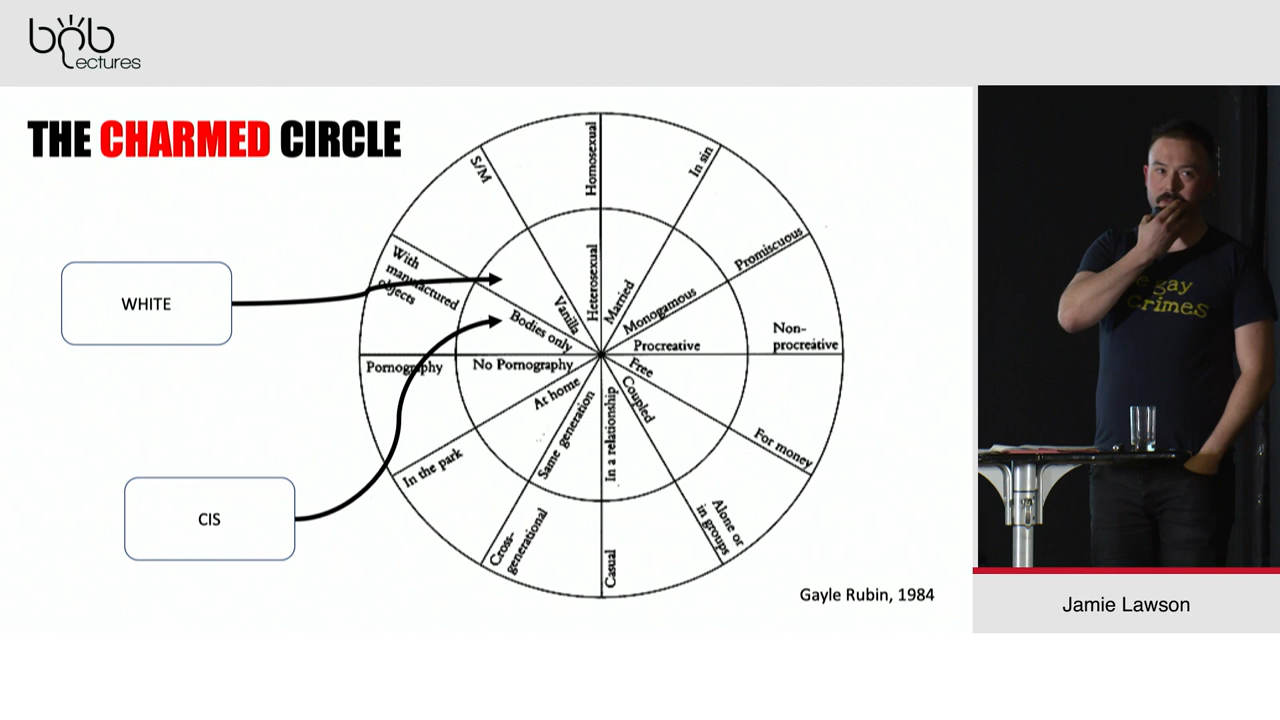 bob
Lectures
THE CHARMED CIRCLE
WHITE
CIS
S/M
Homosexual
In sin
Promiscuous
Non-
procreative
For money
Alone or
in groups
Casual
Cross-
generational
In the park
Pornography
With
manufactured
objects
Vanilla
Heterosexual
Married
Monogamous
Procreative
Free
Coupled
In a relationship
Same generation
At home
No Pornography
Bodies only
Gayle Rubin, 1984
gay
crimes
Jamie Lawson